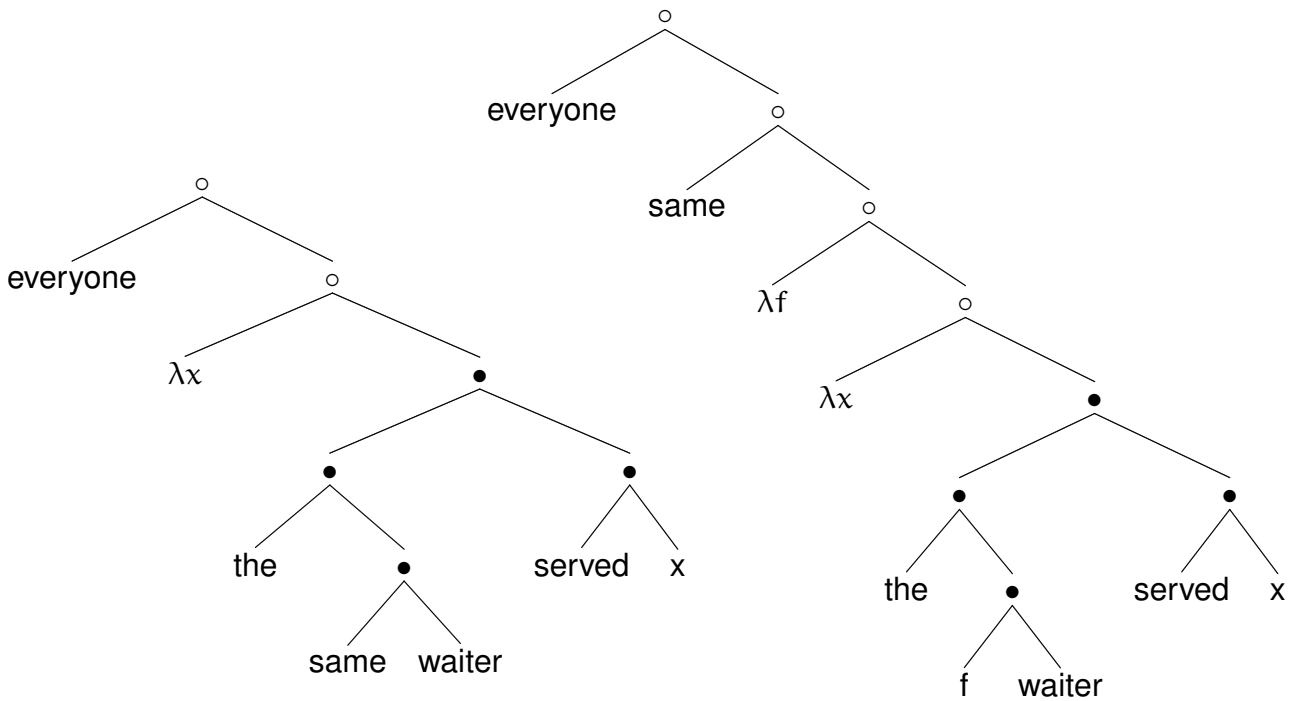 everyone
λx
the
same waiter
served x
everyone
same
λf
λx
the
f waiter
served x